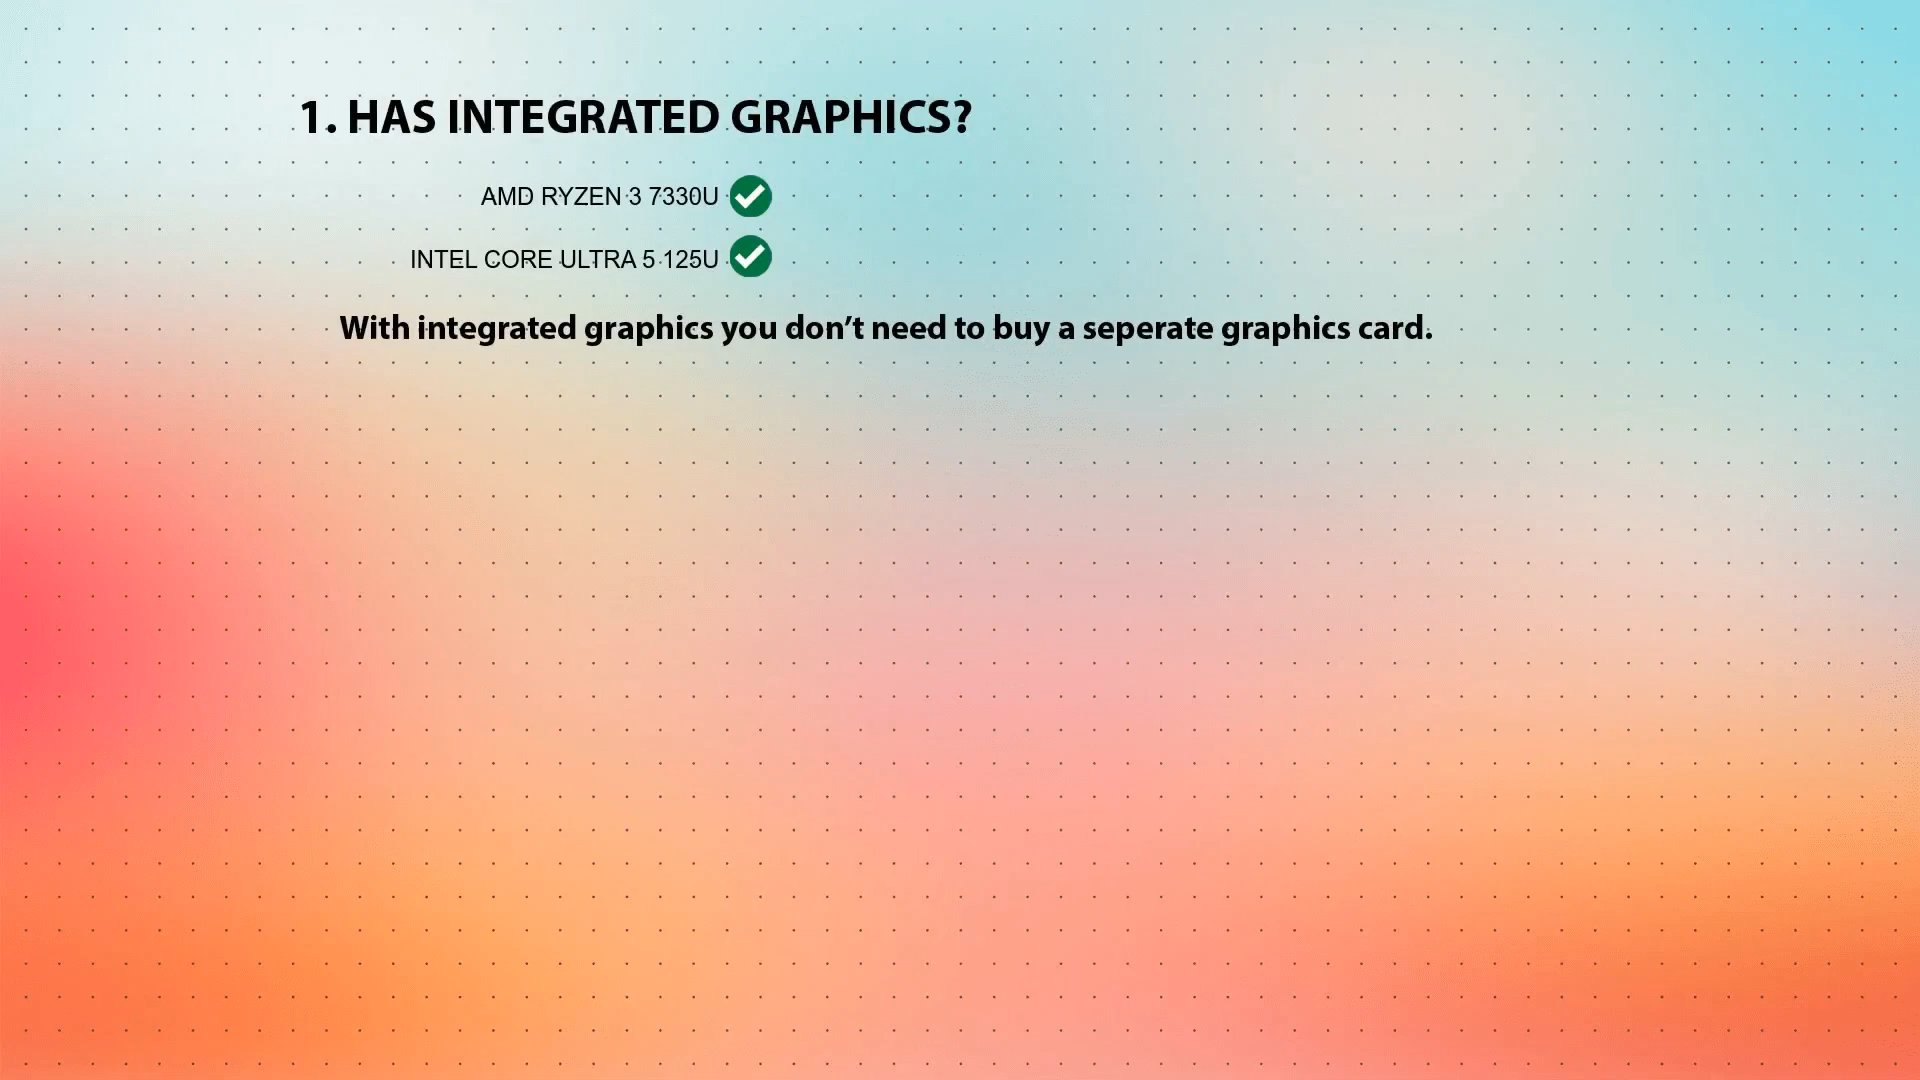 1. HAS INTEGRATED GRAPHICS?
AMD RYZEN 3 7330U
INTEL CORE ULTRA 5 125U
With integrated graphics you don’t need to buy a seperate graphics card.